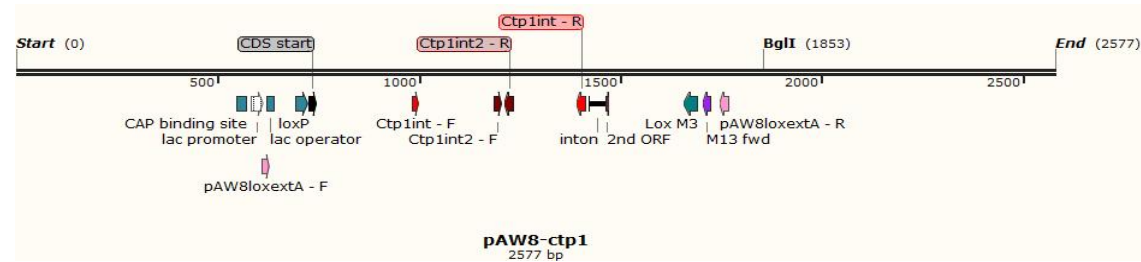 Ctp1int - R
Start (0)
CDS start
Ctp1int2 - R
BglI (1853)
End (2577)
500
1000
1500
2000
2500
CAP binding site
loxP
Ctp1int - F
Lox M3
pAW8loxextA - R
lac promoter
lac operator
Ctp1int2 - F
inton
2nd ORF
M13 fwd
pAW8loxextA - F
pAW8-ctp1
2577 bp